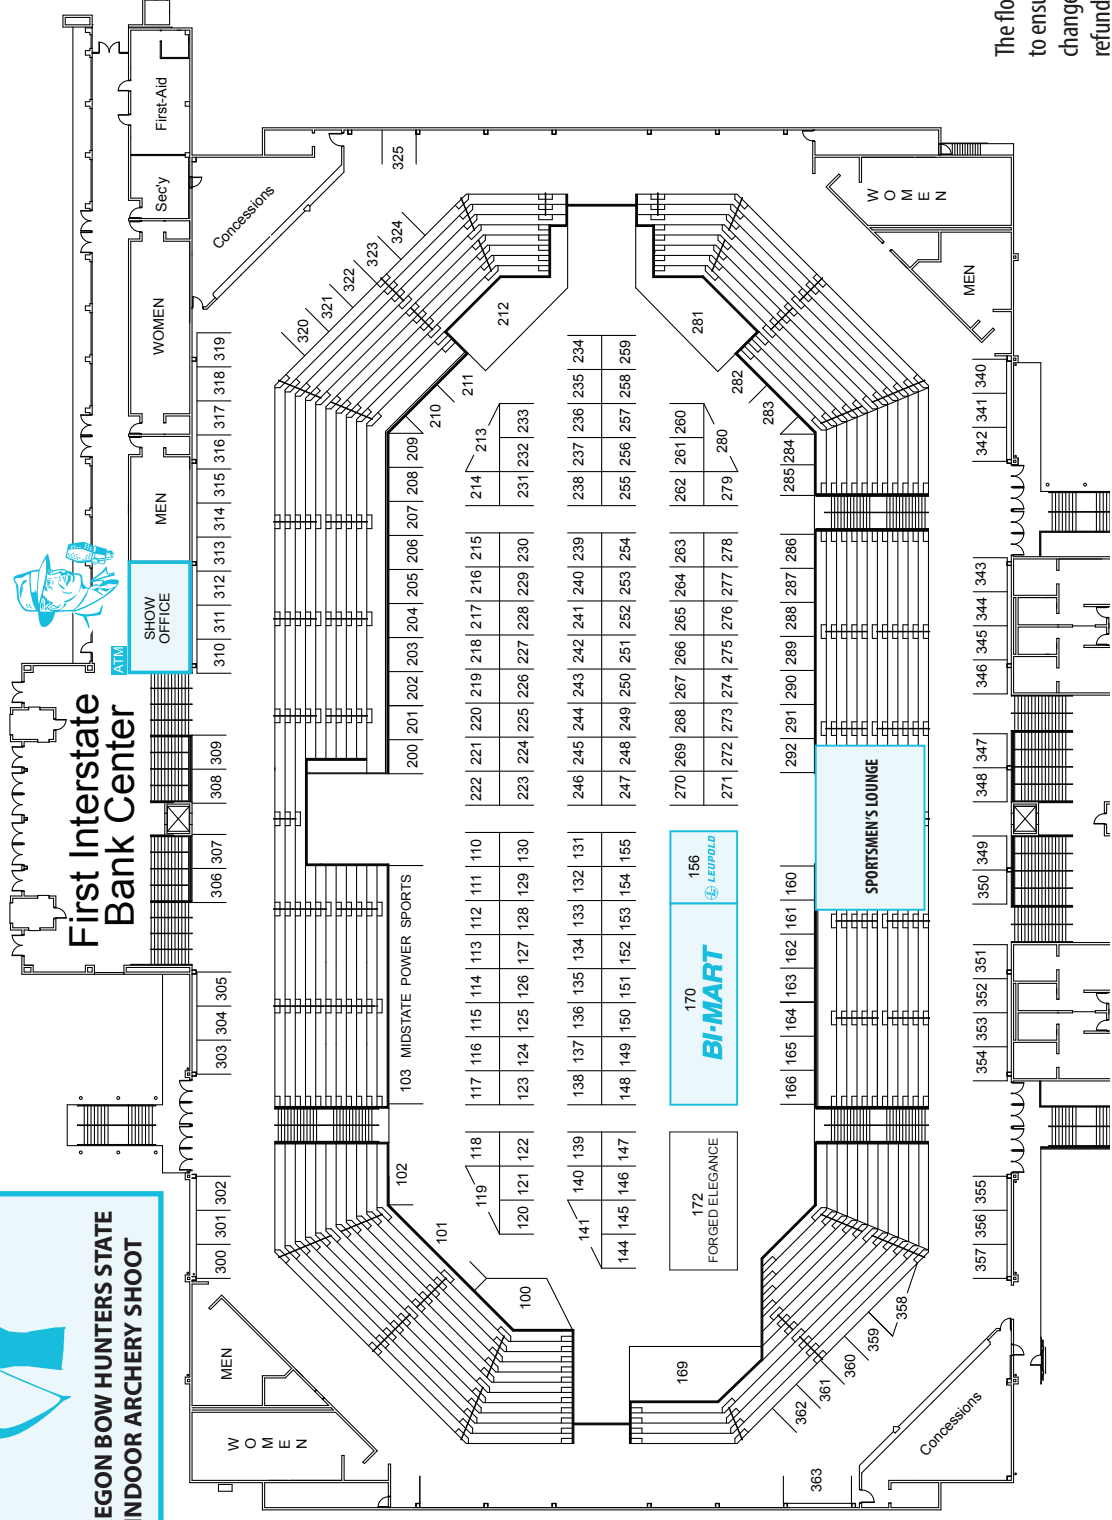 The flo
to ensu
change
refund
First-Aid
Sec'y
Concessions
WOMEN
MEN
SHOW
OFFICE
ATM
First Interstate
Bank Center
EGON BOW HUNTERS STATE
INDOOR ARCHERY SHOOT
MEN
WOMEN
Concessions
WOMEN
MEN
SPORTSMEN'S LOUNGE
156
LEUPOLD
170
BI-MART
172
FORGED ELEGANCE
103 MIDSTATE POWER SPORTS
100
101
102
110 111 112 113 114 115 116 117
118 119
120 121 122
123 124 125 126 127 128 129 130
131 132 133 134 135 136 137 138
139 140 141
144 145 146 147
148 149 150 151 152 153 154 155
160 161 162 163 164 165 166
169
200 201 202 203 204 205 206 207 208 209
210 211
212
213 214
215 216 217 218 219 220 221 222
223 224 225 226 227 228 229 230
231 232 233
234 235 236 237 238
239 240 241 242 243 244 245 246
247 248 249 250 251 252 253 254
255 256 257 258 259
260 261 262
263 264 265 266 267 268 269 270
271 272 273 274 275 276 277 278
279 280
281
282 283
284 285
286 287 288 289 290 291 292
300 301 302
303 304 305
306 307
308 309
310 311 312 313 314 315 316 317 318 319
320 321 322 323 324
325
340 341 342
343 344 345 346
347 348
349 350
351 352 353 354
355 356 357
358 359 360 361 362
363